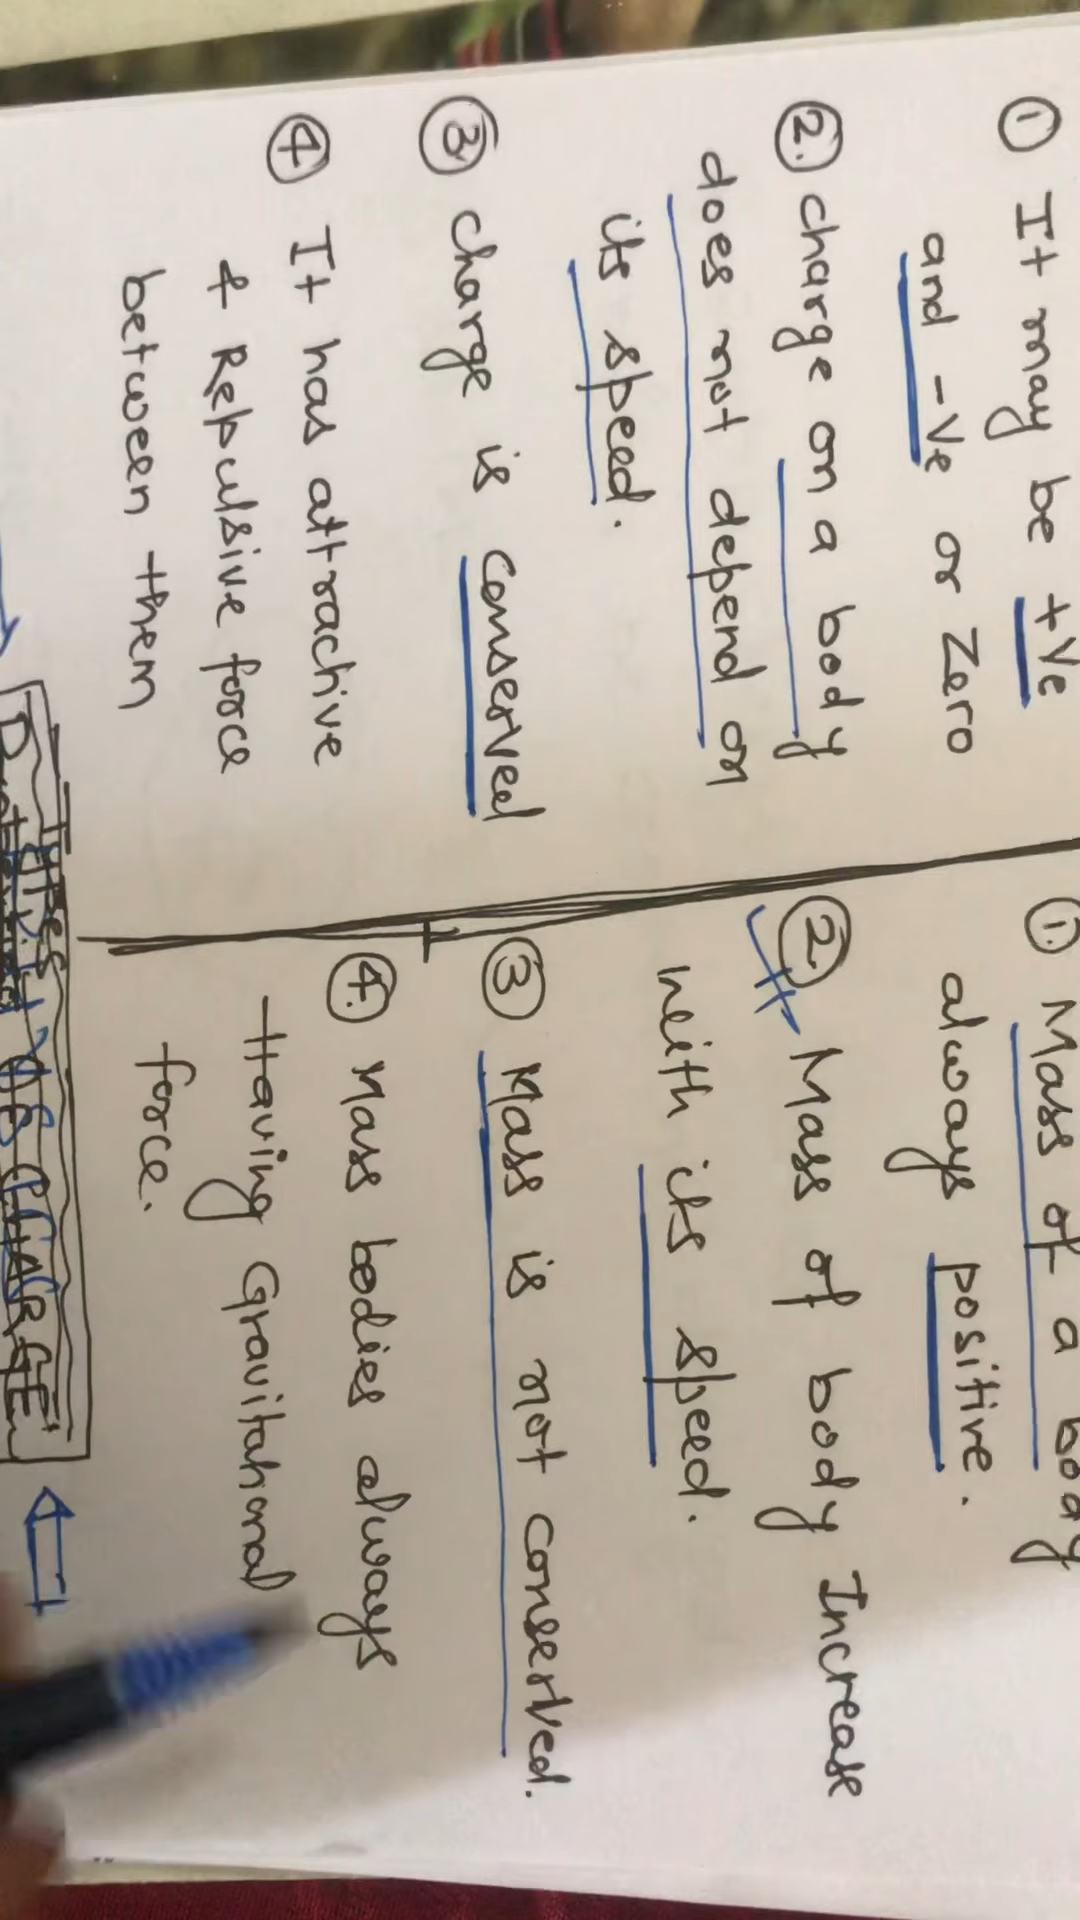 ① It may be +Ve
and -Ve or Zero
②. charge on a body
does not depend on
its speed.
③ charge is conserved
④ It has attractive
& Repulsive force
between them
①. Mass of a body
always positive.
②. Mass of body Increase
with its speed.
③ Mass is not conserved.
④. Mass bodies always
Having Gravitational
force.
CHARGE